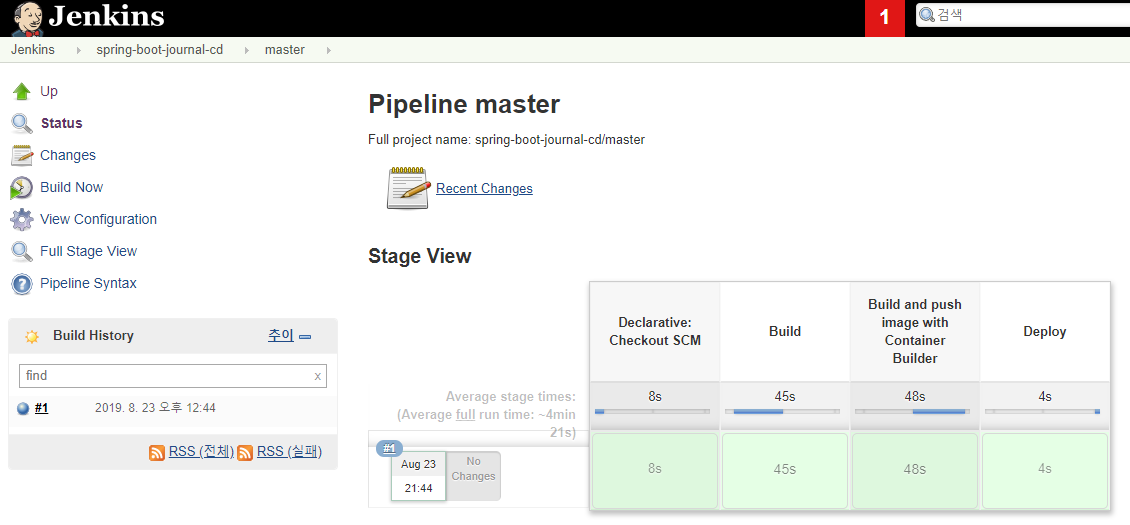 Jenkins
1
검색
Jenkins
spring-boot-journal-cd
master
Up
Status
Changes
Build Now
View Configuration
Full Stage View
Pipeline Syntax
Build History
추이
find
x
#1
2019. 8. 23 오후 12:44
RSS (전체)
RSS (실패)
Pipeline master
Full project name: spring-boot-journal-cd/master
Recent Changes
Stage View
Declarative:
Checkout SCM
Build
Build and push
image with
Container
Builder
Deploy
Average stage times:
(Average full run time: ~4min
21s)
8s
45s
48s
4s
#1
Aug 23
21:44
No
Changes
8s
45s
48s
4s